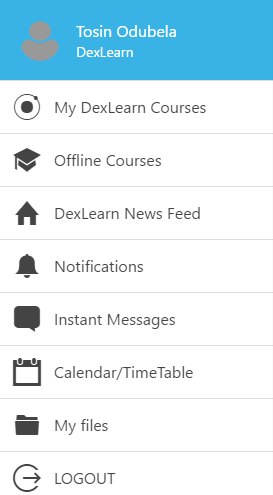 Tosin Odubela
DexLearn
My DexLearn Courses
Offline Courses
DexLearn News Feed
Notifications
Instant Messages
Calendar/TimeTable
My files
LOGOUT